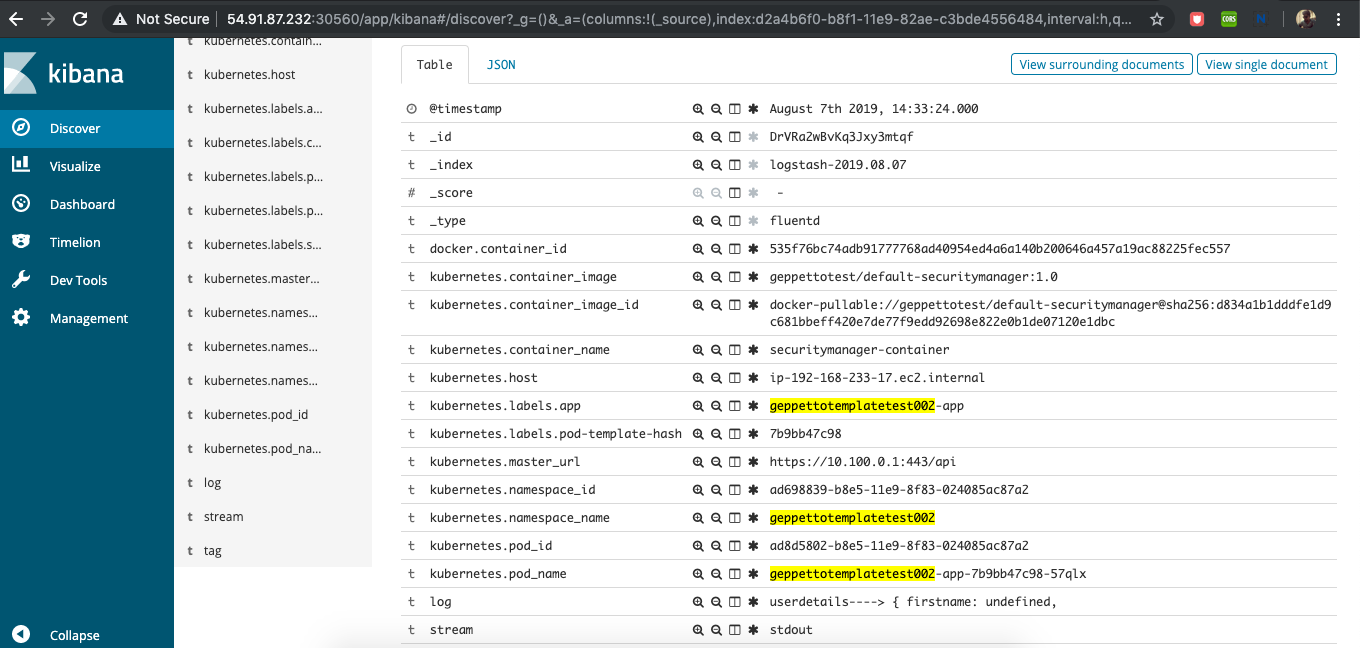 Not Secure | 54.91.87.232:30560/app/kibana#/discover?_g=()&_a=(columns:!(_source),index:d2a4b6f0-b8f1-11e9-82ae-c3bde4556484,interval:h,q...
CORS
N
kibana
Discover
Visualize
Dashboard
Timelion
Dev Tools
Management
Collapse
t kubernetes.contain...
t kubernetes.host
t kubernetes.labels.a...
t kubernetes.labels.c...
t kubernetes.labels.p...
t kubernetes.labels.p...
t kubernetes.labels.s...
t kubernetes.master...
t kubernetes.names...
t kubernetes.names...
t kubernetes.names...
t kubernetes.pod_id
t kubernetes.pod_na...
t log
t stream
t tag
Table JSON View surrounding documents View single document
@timestamp August 7th 2019, 14:33:24.000
t _id DrVRa2wBvKq3Jxy3mtqf
t _index logstash-2019.08.07
# _score -
t _type fluentd
t docker.container_id 535f76bc74adb91777768ad40954ed4a6a140b200646a457a19ac88225fec557
t kubernetes.container_image geppettotest/default-securitymanager:1.0
t kubernetes.container_image_id docker-pullable://geppettotest/default-securitymanager@sha256:d834a1b1dddfe1d9
c681bbeff420e7de77f9edd92698e822e0b1de07120e1dbc
t kubernetes.container_name securitymanager-container
t kubernetes.host ip-192-168-233-17.ec2.internal
t kubernetes.labels.app geppettotemplatetest002-app
t kubernetes.labels.pod-template-hash 7b9bb47c98
t kubernetes.master_url https://10.100.0.1:443/api
t kubernetes.namespace_id ad698839-b8e5-11e9-8f83-024085ac87a2
t kubernetes.namespace_name geppettotemplatetest002
t kubernetes.pod_id ad8d5802-b8e5-11e9-8f83-024085ac87a2
t kubernetes.pod_name geppettotemplatetest002-app-7b9bb47c98-57qlx
t log userdetails----> { firstname: undefined,
t stream stdout